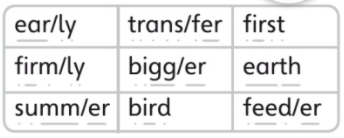 ear/ly trans/fer first
firm/ly bigg/er earth
summ/er bird feed/er